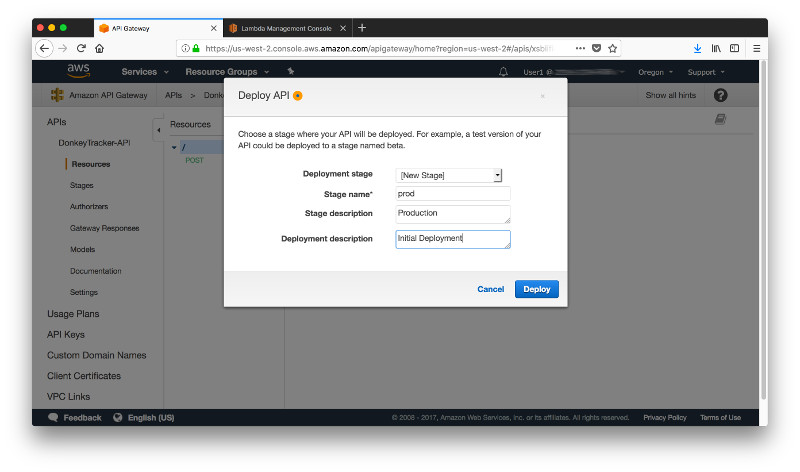 API Gateway
Lambda Management Console
https://us-west-2.console.aws.amazon.com/apigateway/home?region=us-west-2#/apis/xsblf
aws
Services
Resource Groups
User1 @
Oregon
Support
Amazon API Gateway
APIs > Donk
Show all hints
APIs
DonkeyTracker-API
Resources
Stages
Authorizers
Gateway Responses
Models
Documentation
Settings
Usage Plans
API Keys
Custom Domain Names
Client Certificates
VPC Links
Resources
/
POST
Deploy API
Choose a stage where your API will be deployed. For example, a test version of your
API could be deployed to a stage named beta.
Deployment stage [New Stage]
Stage name* prod
Stage description Production
Deployment description Initial Deployment
Cancel Deploy
Feedback
English (US)
© 2008 - 2017, Amazon Web Services, Inc. or its affiliates. All rights reserved.
Privacy Policy
Terms of Use